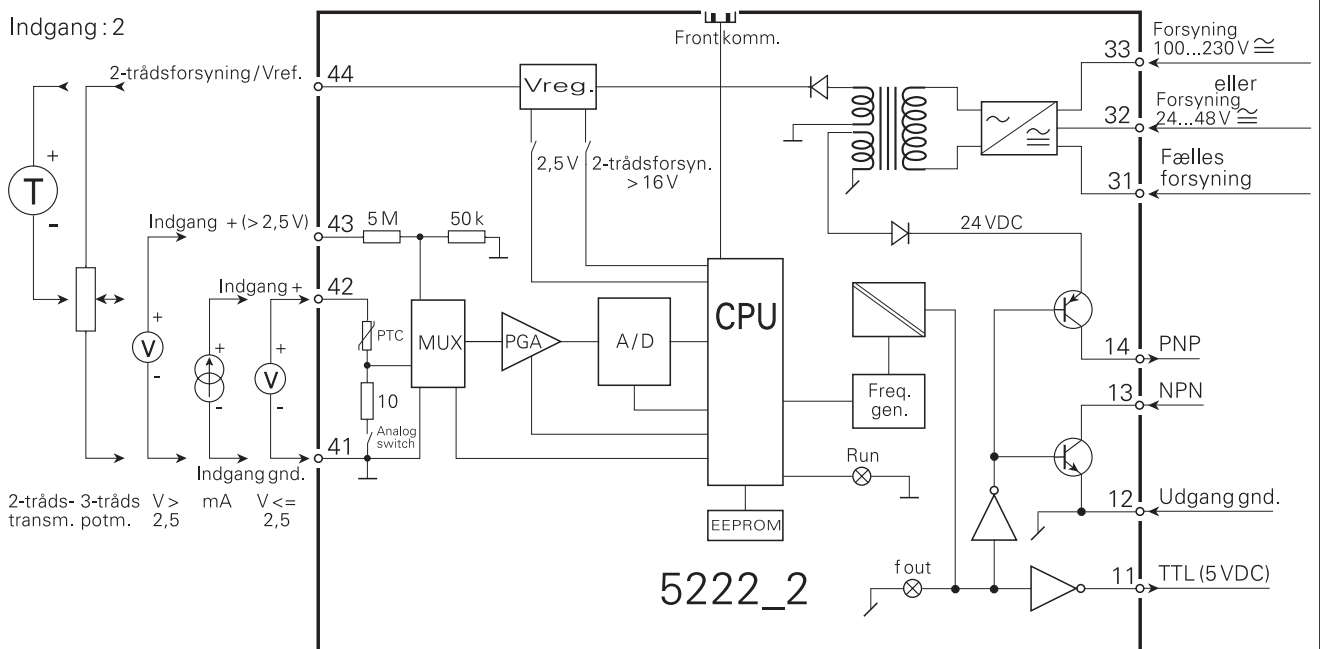 Indgang : 2
2-trådsforsyning / Vref.
44
Vreg.
Front komm.
33
Forsyning
100...230 V ≂
eller
32
Forsyning
24...48 V ≂
31
Fælles
forsyning
2,5 V
2-trådsforsyn.
> 16 V
~
≂
+
T
-
Indgang + (> 2,5 V)
43
5 M
50 k
24 VDC
Indgang +
42
PTC
MUX
PGA
A/D
CPU
Freq.
gen.
14
PNP
13
NPN
+
V
-
+
-
+
V
-
10
Analog
switch
41
Indgang gnd.
Run
12
Udgang gnd.
2-tråds-
transm.
3-tråds
potm.
V >
2,5
mA
V <=
2,5
EEPROM
5222_2
f out
11
TTL (5 VDC)